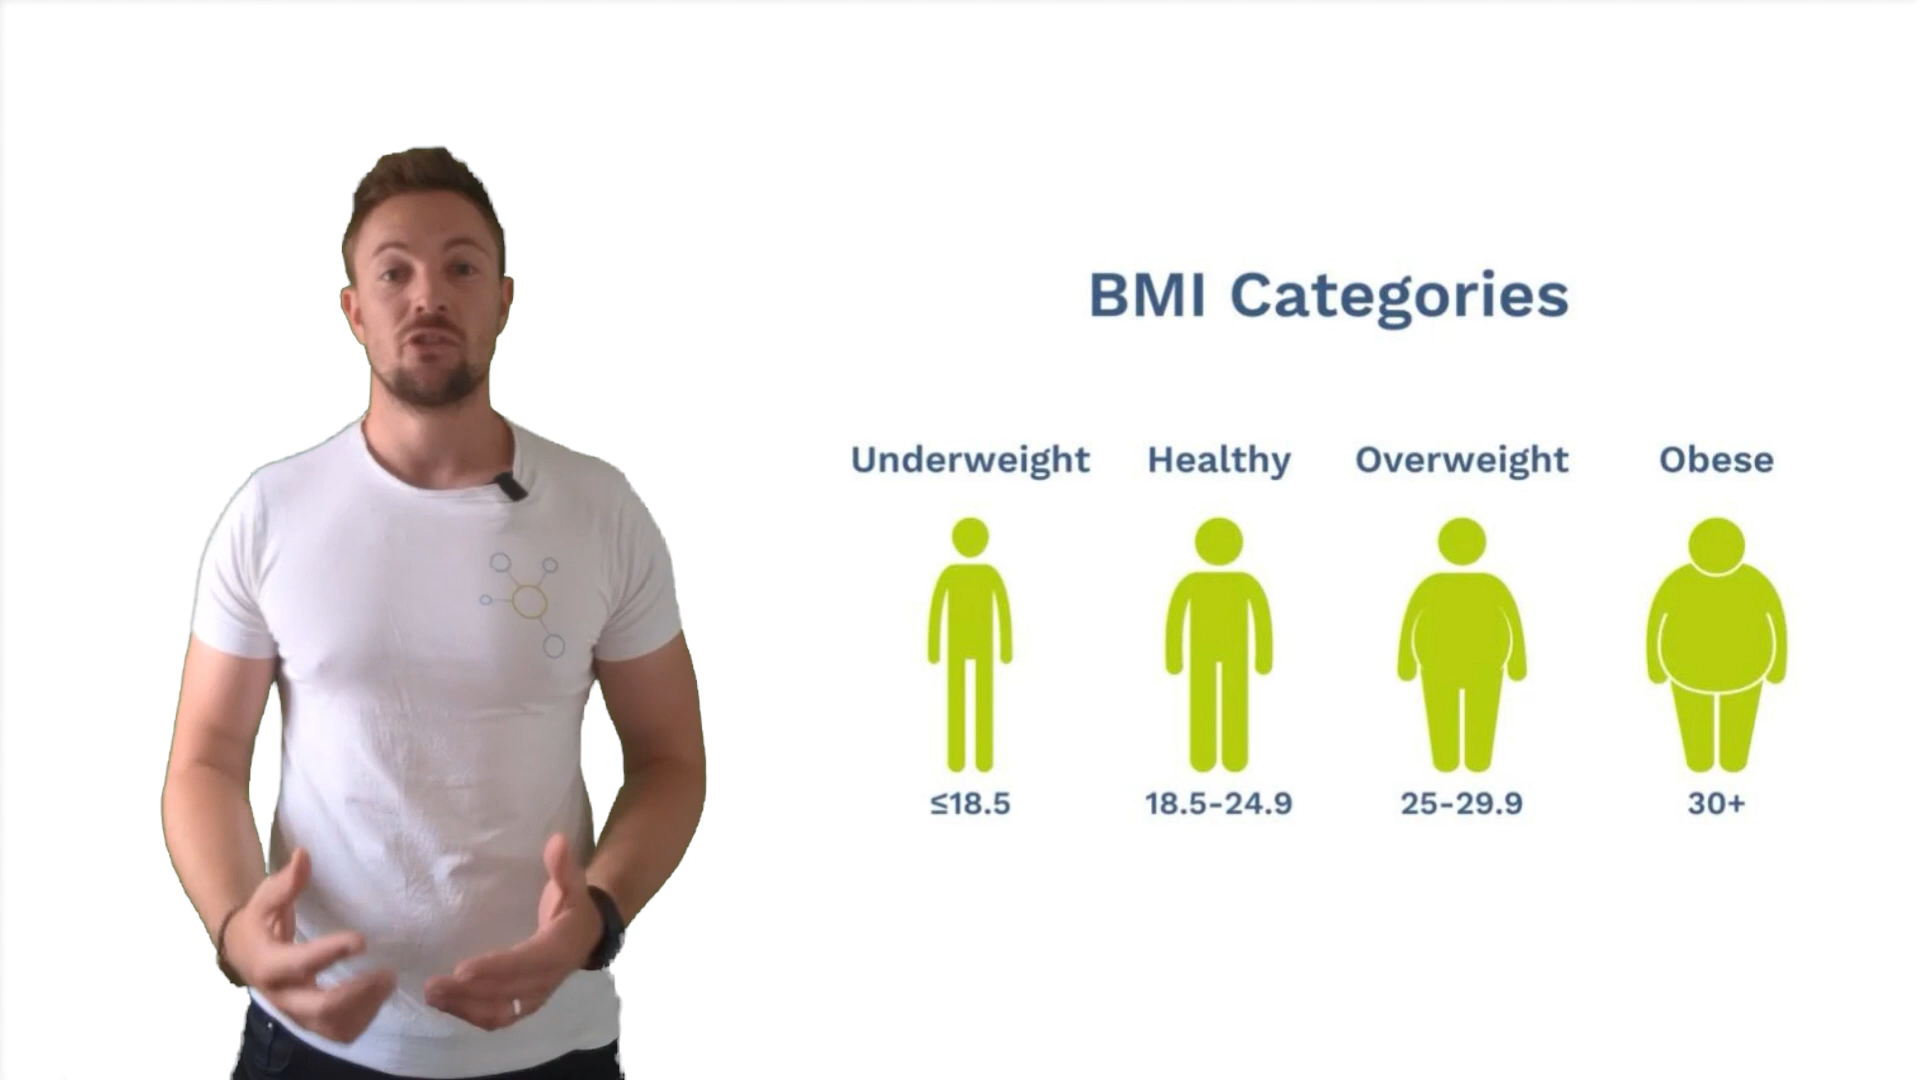 BMI Categories
Underweight Healthy Overweight Obese
≤18.5 18.5-24.9 25-29.9 30+